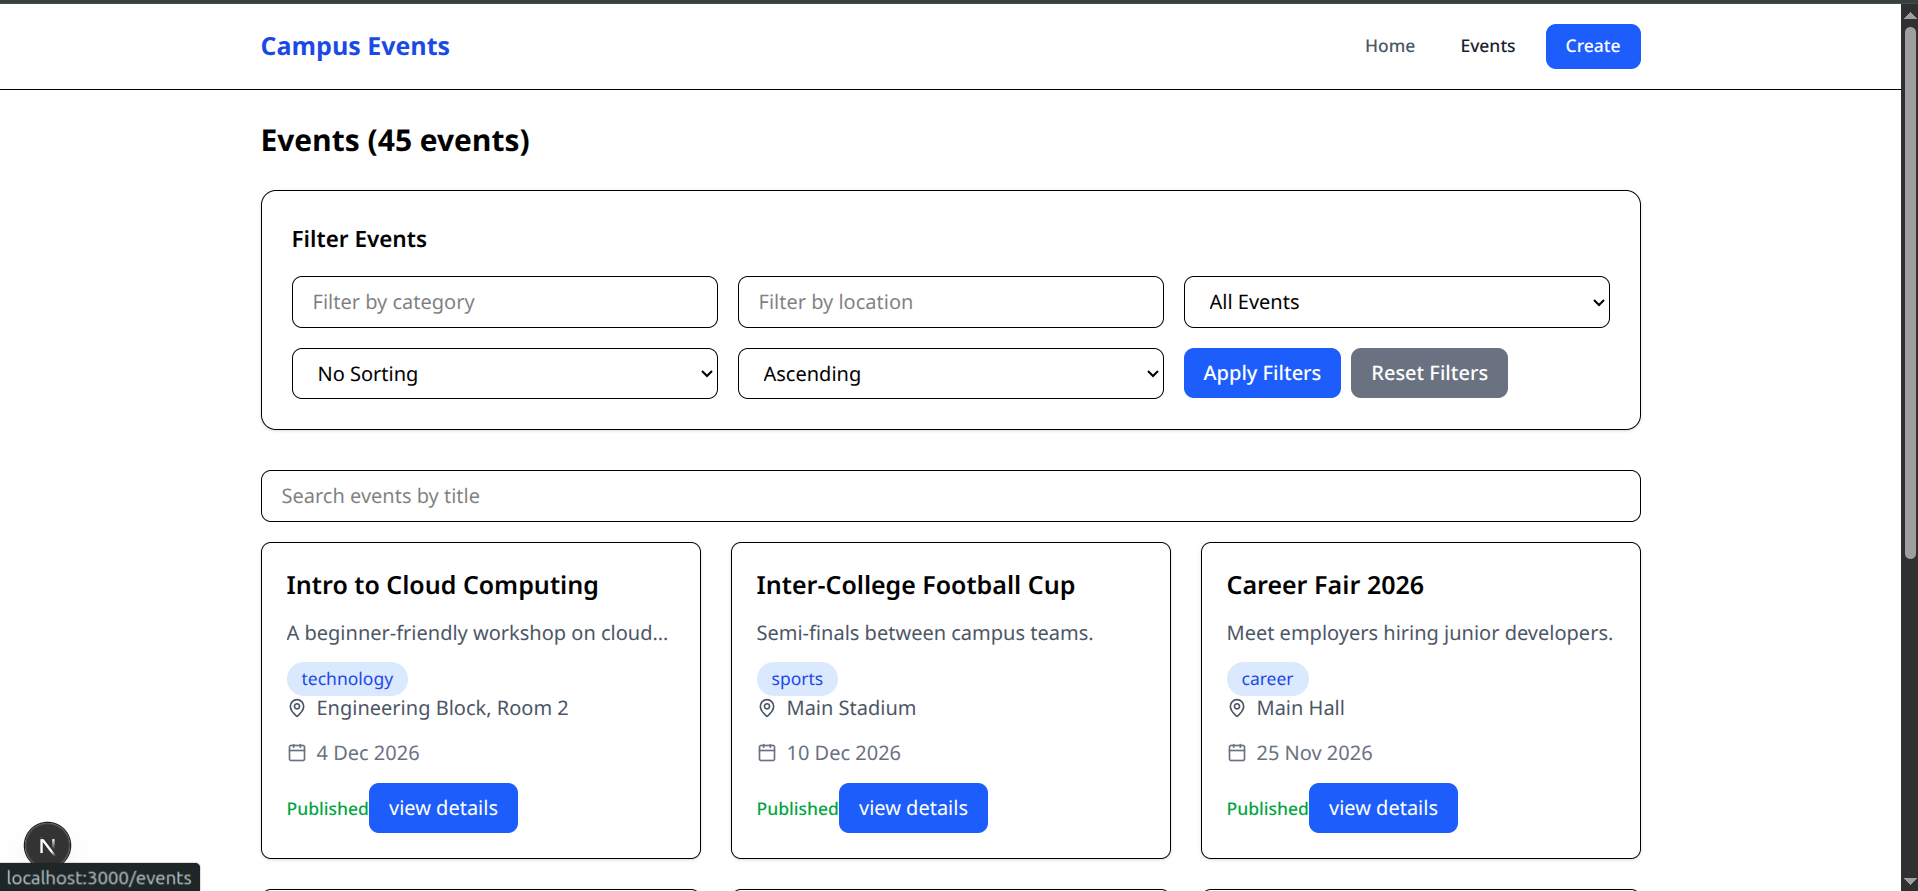 Campus Events
Home Events Create
Events (45 events)
Filter Events
Filter by category Filter by location All Events
No Sorting Ascending Apply Filters Reset Filters
Search events by title
Intro to Cloud Computing
A beginner-friendly workshop on cloud...
technology
Engineering Block, Room 2
4 Dec 2026
Published view details
Inter-College Football Cup
Semi-finals between campus teams.
sports
Main Stadium
10 Dec 2026
Published view details
Career Fair 2026
Meet employers hiring junior developers.
career
Main Hall
25 Nov 2026
Published view details
N
localhost:3000/events